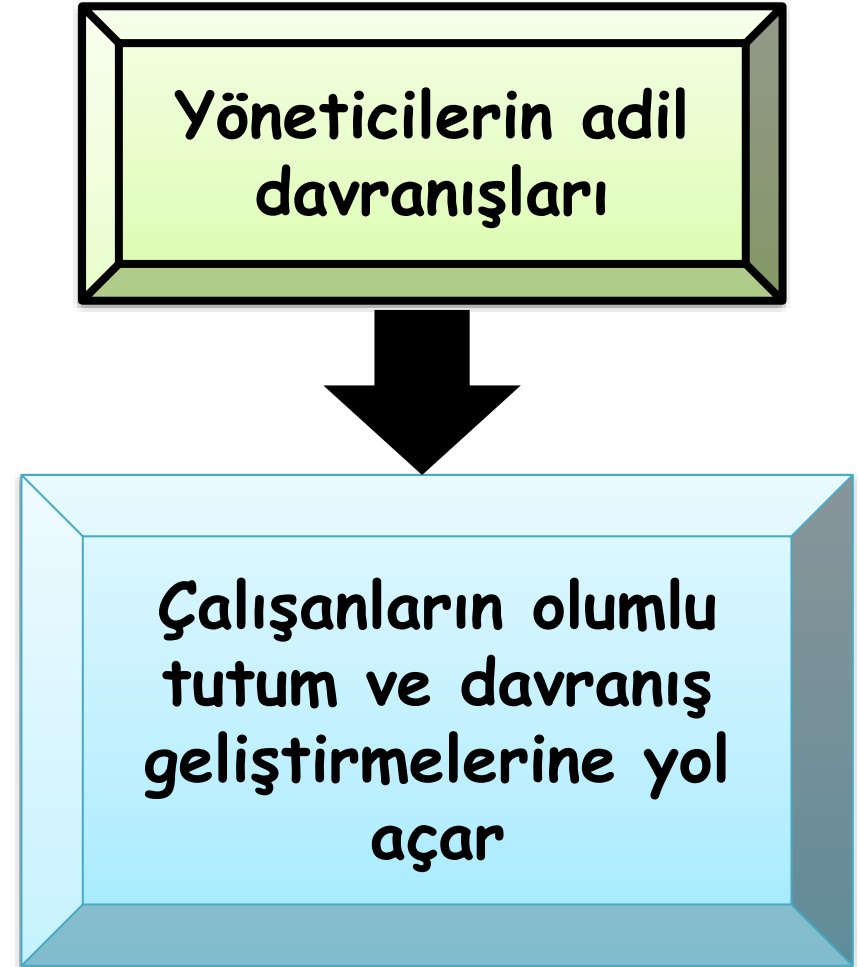 Yöneticilerin adil
davranışları
Çalışanların olumlu
tutum ve davranış
geliştirmelerine yol
açar